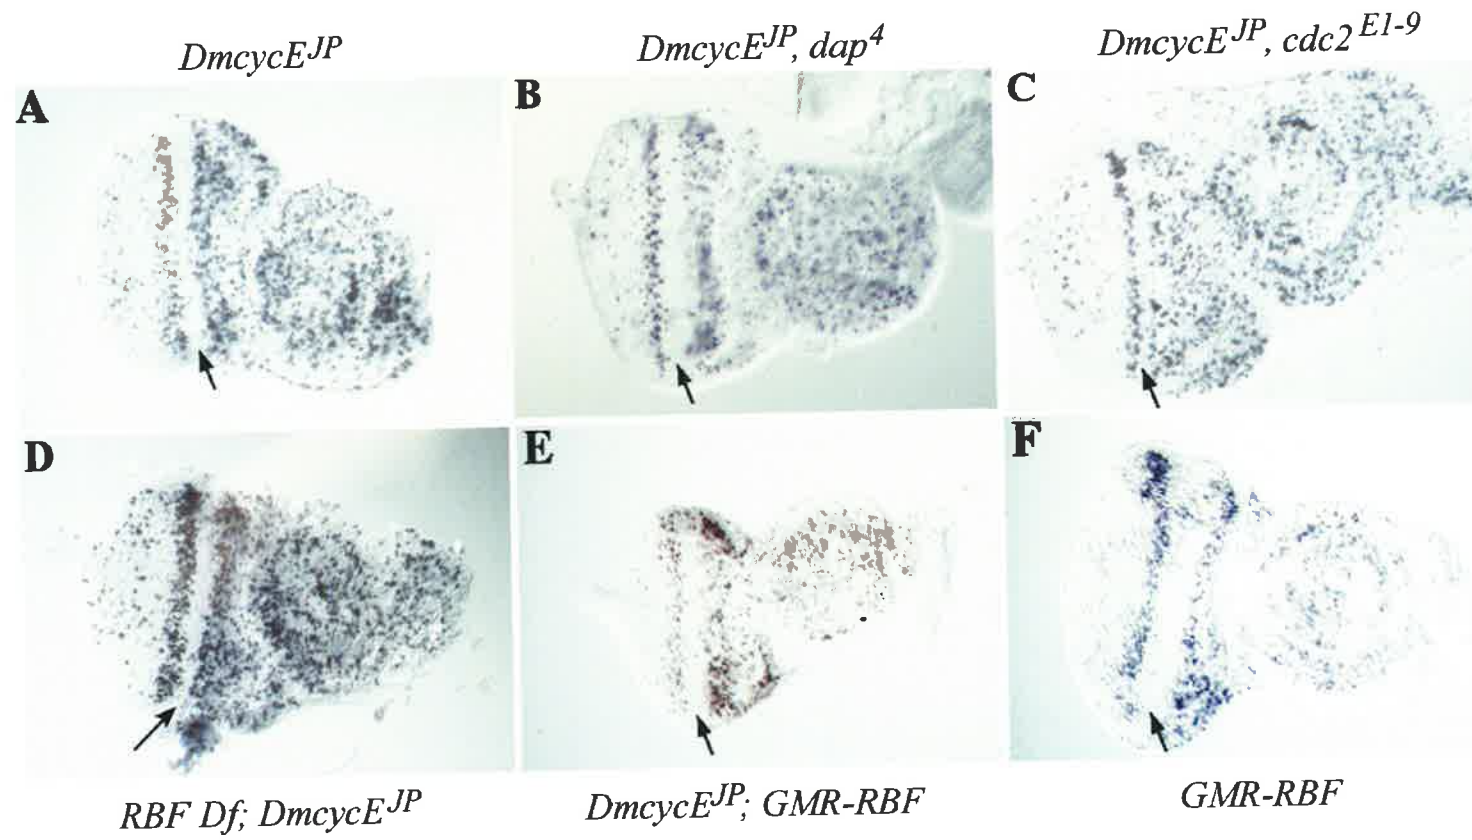 DmcycE^JP
DmcycE^JP, dap^4
DmcycE^JP, cdc2^E1-9
A
B
C
D
E
F
RBF Df; DmcycE^JP
DmcycE^JP; GMR-RBF
GMR-RBF